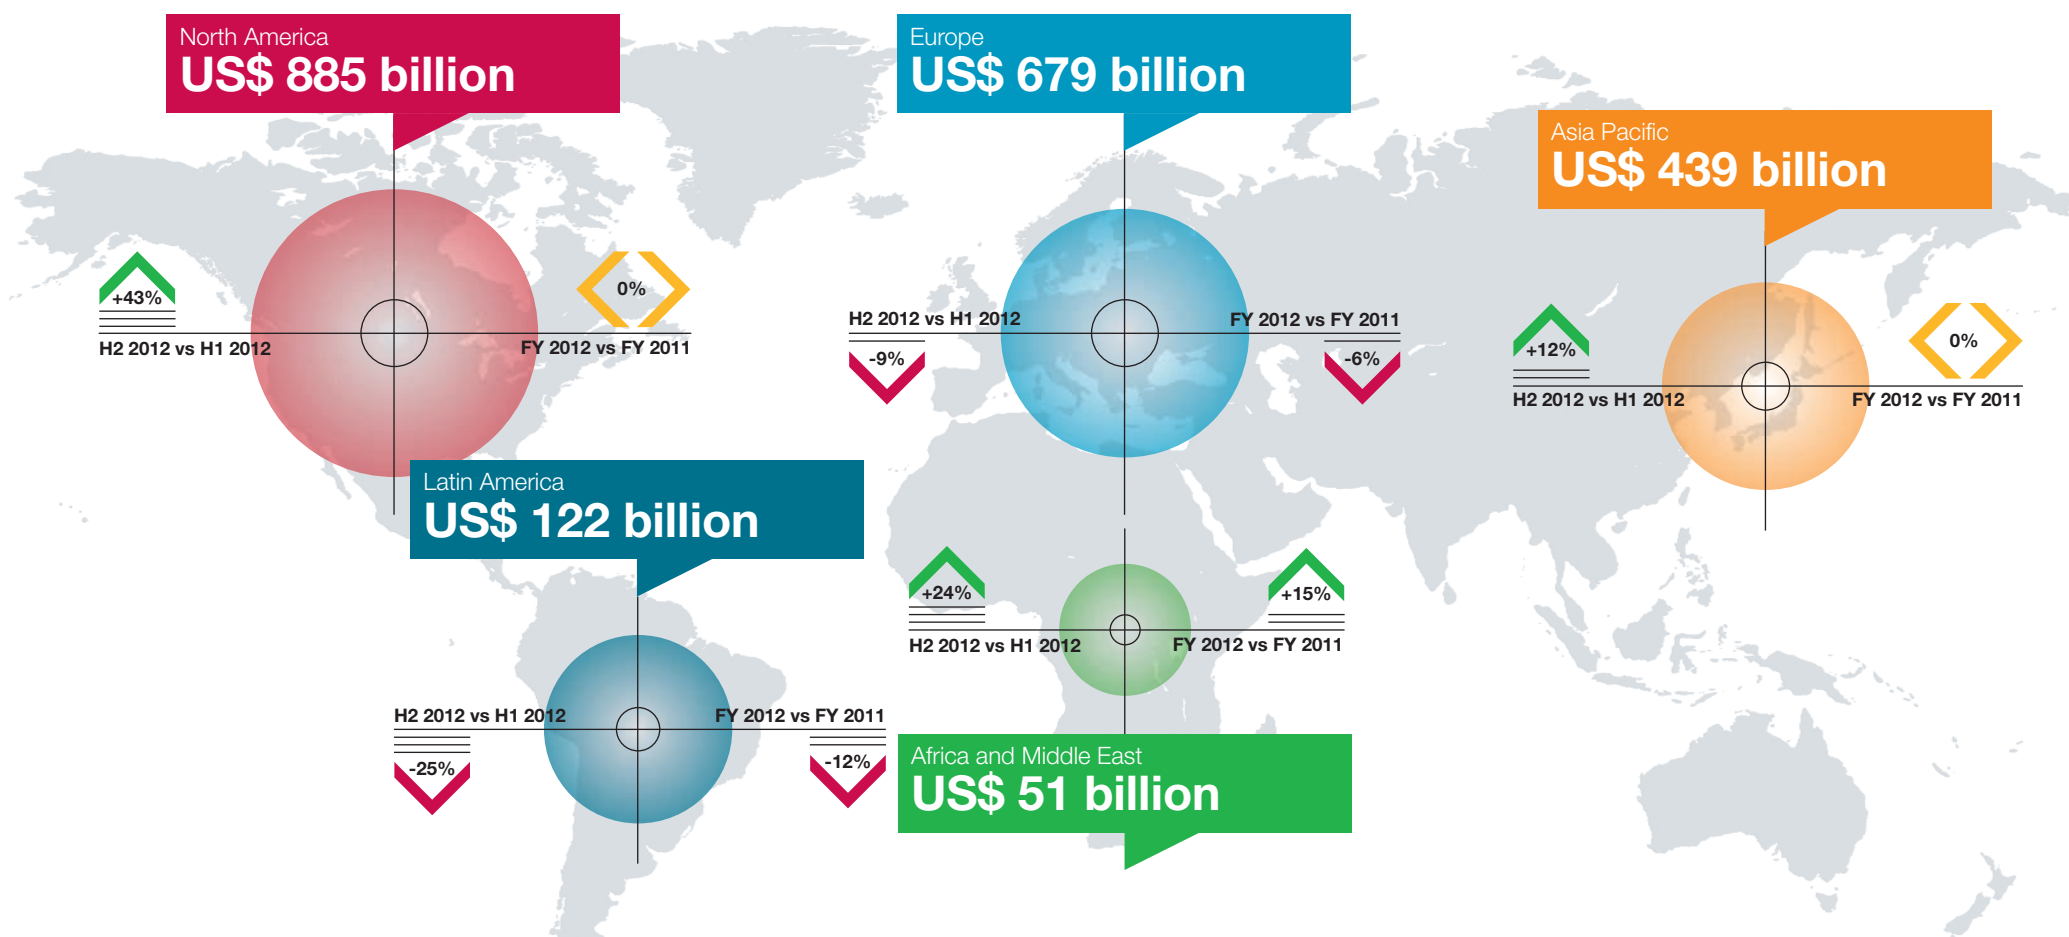 North America
US$ 885 billion
+43%
H2 2012 vs H1 2012
0%
FY 2012 vs FY 2011
Europe
US$ 679 billion
H2 2012 vs H1 2012
-9%
FY 2012 vs FY 2011
-6%
Asia Pacific
US$ 439 billion
+12%
H2 2012 vs H1 2012
0%
FY 2012 vs FY 2011
Latin America
US$ 122 billion
H2 2012 vs H1 2012
-25%
FY 2012 vs FY 2011
-12%
+24%
H2 2012 vs H1 2012
+15%
FY 2012 vs FY 2011
Africa and Middle East
US$ 51 billion